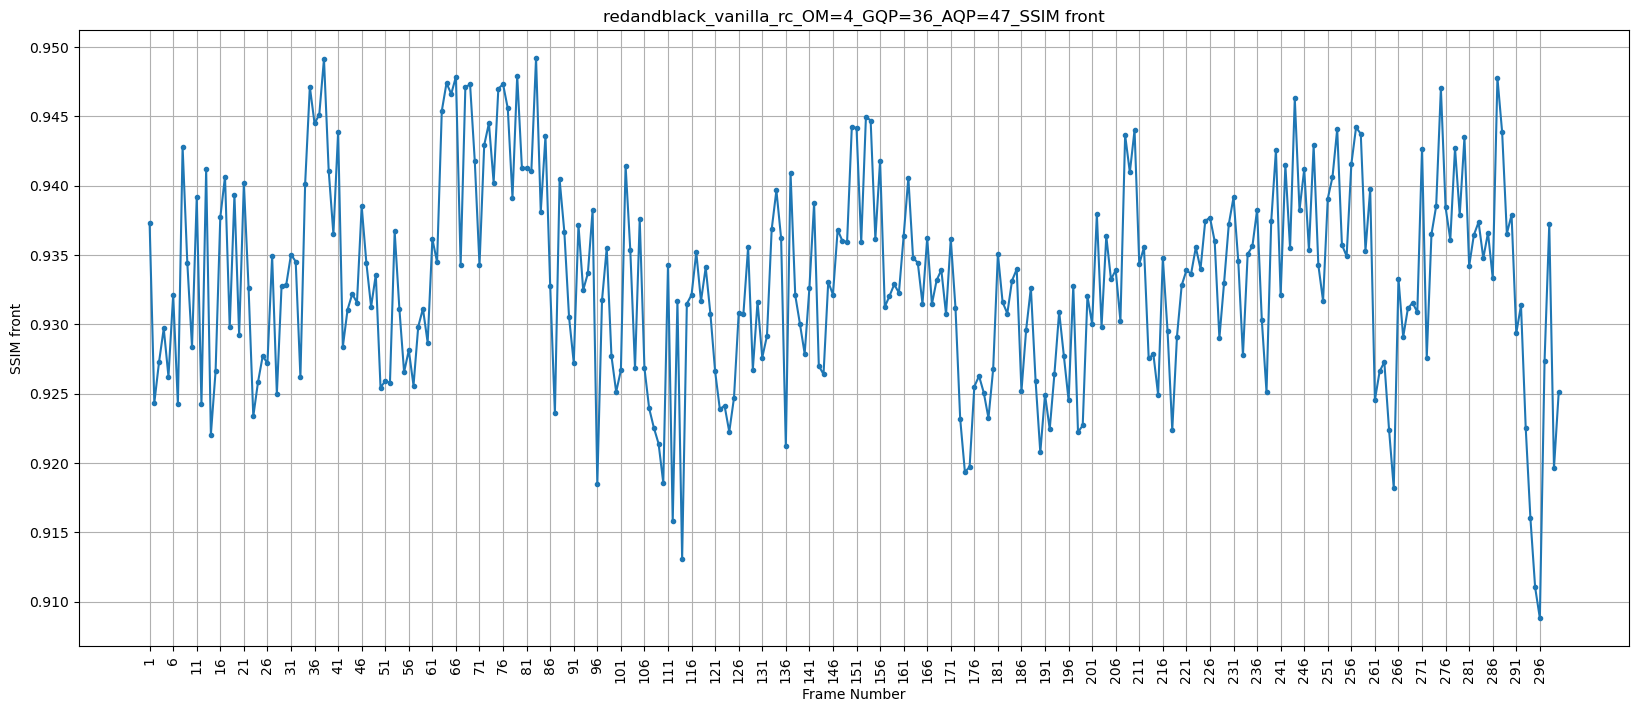 redandblack_vanilla_rc_OM=4_GQP=36_AQP=47_SSIM front
0.950
0.945
0.940
0.935
0.930
0.925
0.920
0.915
0.910
SSIM front
1 6 11 16 21 26 31 36 41 46 51 56 61 66 71 76 81 86 91 96 101 106 111 116 121 126 131 136 141 146 151 156 161 166 171 176 181 186 191 196 201 206 211 216 221 226 231 236 241 246 251 256 261 266 271 276 281 286 291 296
Frame Number